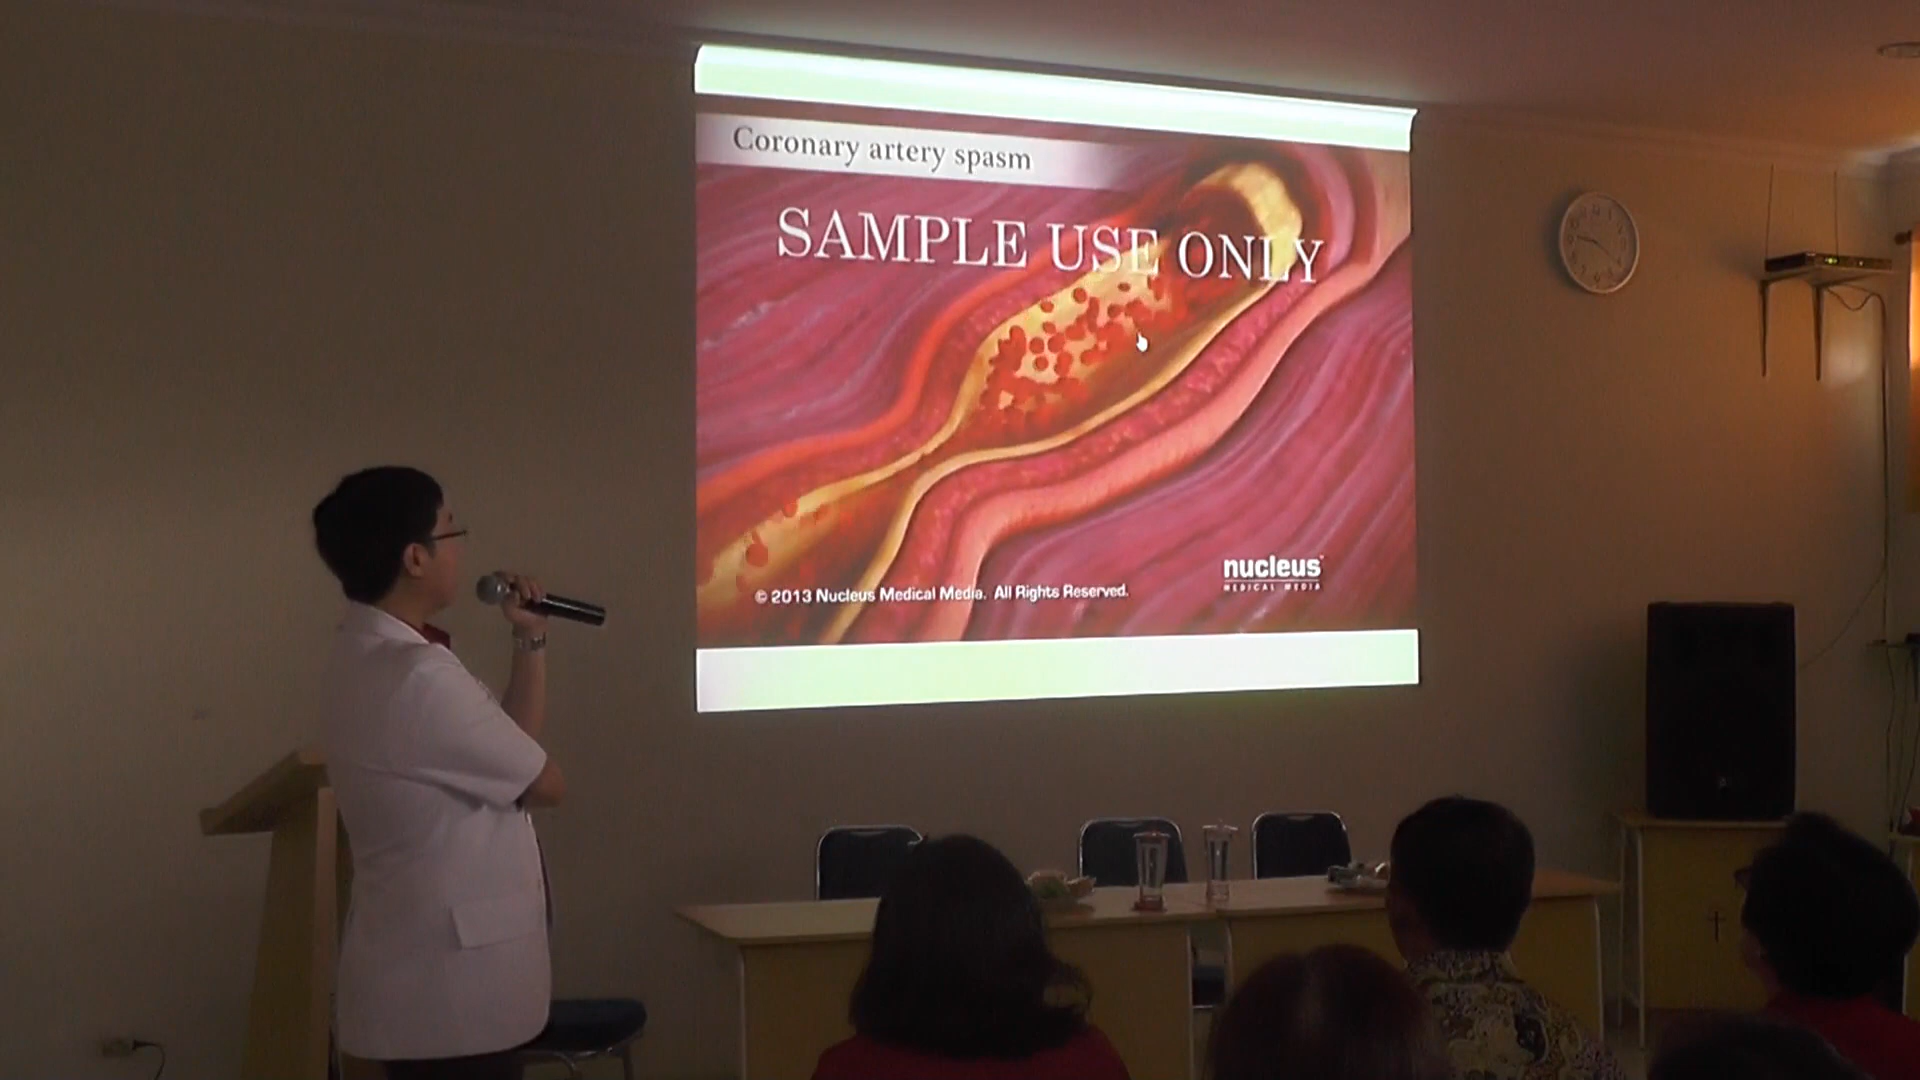 Coronary artery spasm
SAMPLE USE ONLY
nucleus
MEDICAL MEDIA
© 2013 Nucleus Medical Media. All Rights Reserved.